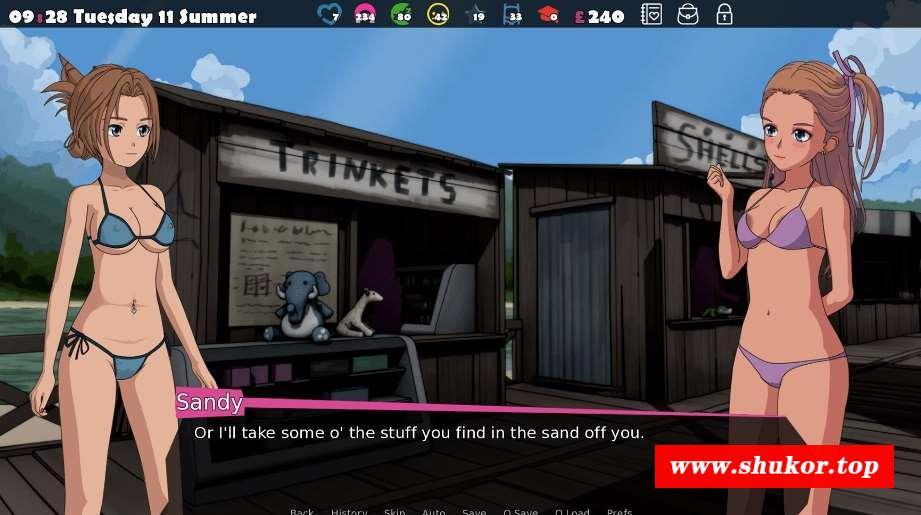 09:28 Tuesday 11 Summer 7 234 80 42 19 33 0 £240
TRINKETS
SHELLS
Sandy
Or I'll take some o' the stuff you find in the sand off you.
www.shukor.top
Back History Skip Auto Save Q.Save Q.Load Prefs